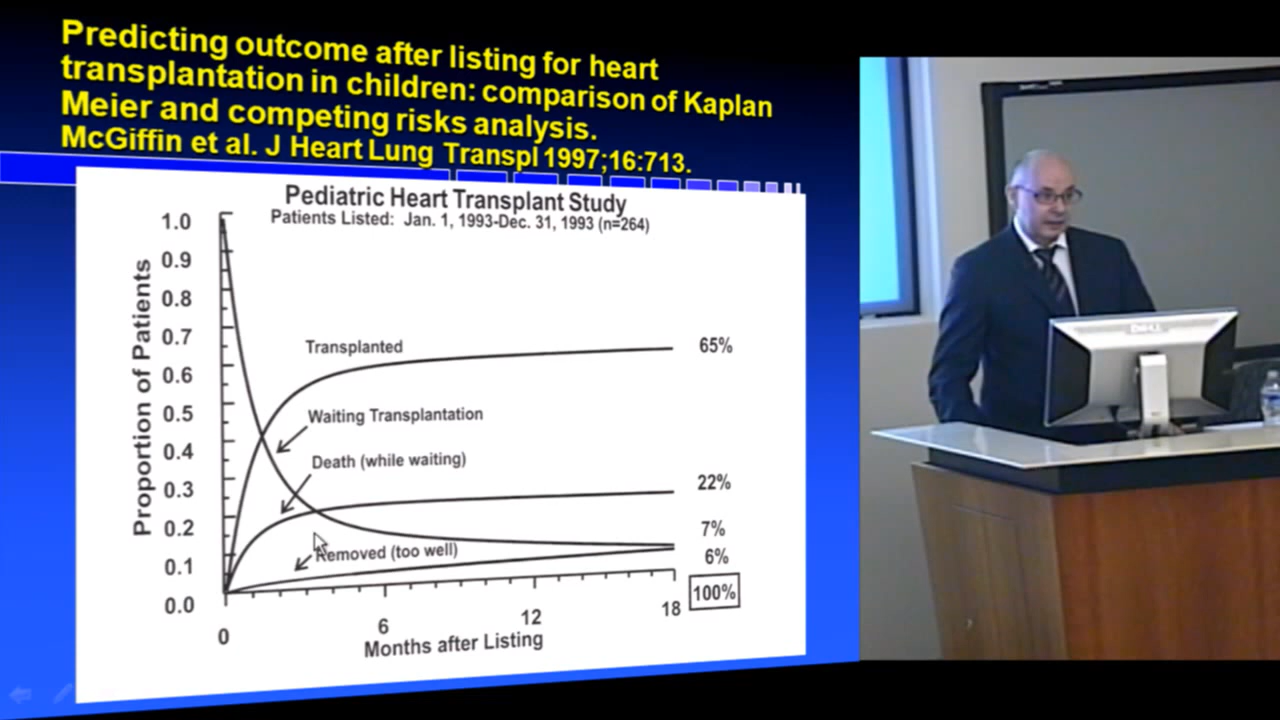 Predicting outcome after listing for heart
transplantation in children: comparison of Kaplan
Meier and competing risks analysis.
McGiffin et al. J Heart Lung Transpl 1997;16:713.
Pediatric Heart Transplant Study
Patients Listed: Jan. 1, 1993-Dec. 31, 1993 (n=264)
Proportion of Patients
1.0
0.9
0.8
0.7
0.6
0.5
0.4
0.3
0.2
0.1
0.0
Transplanted
65%
Waiting Transplantation
Death (while waiting)
22%
7%
Removed (too well)
6%
100%
0
6
12
18
Months after Listing
DELL